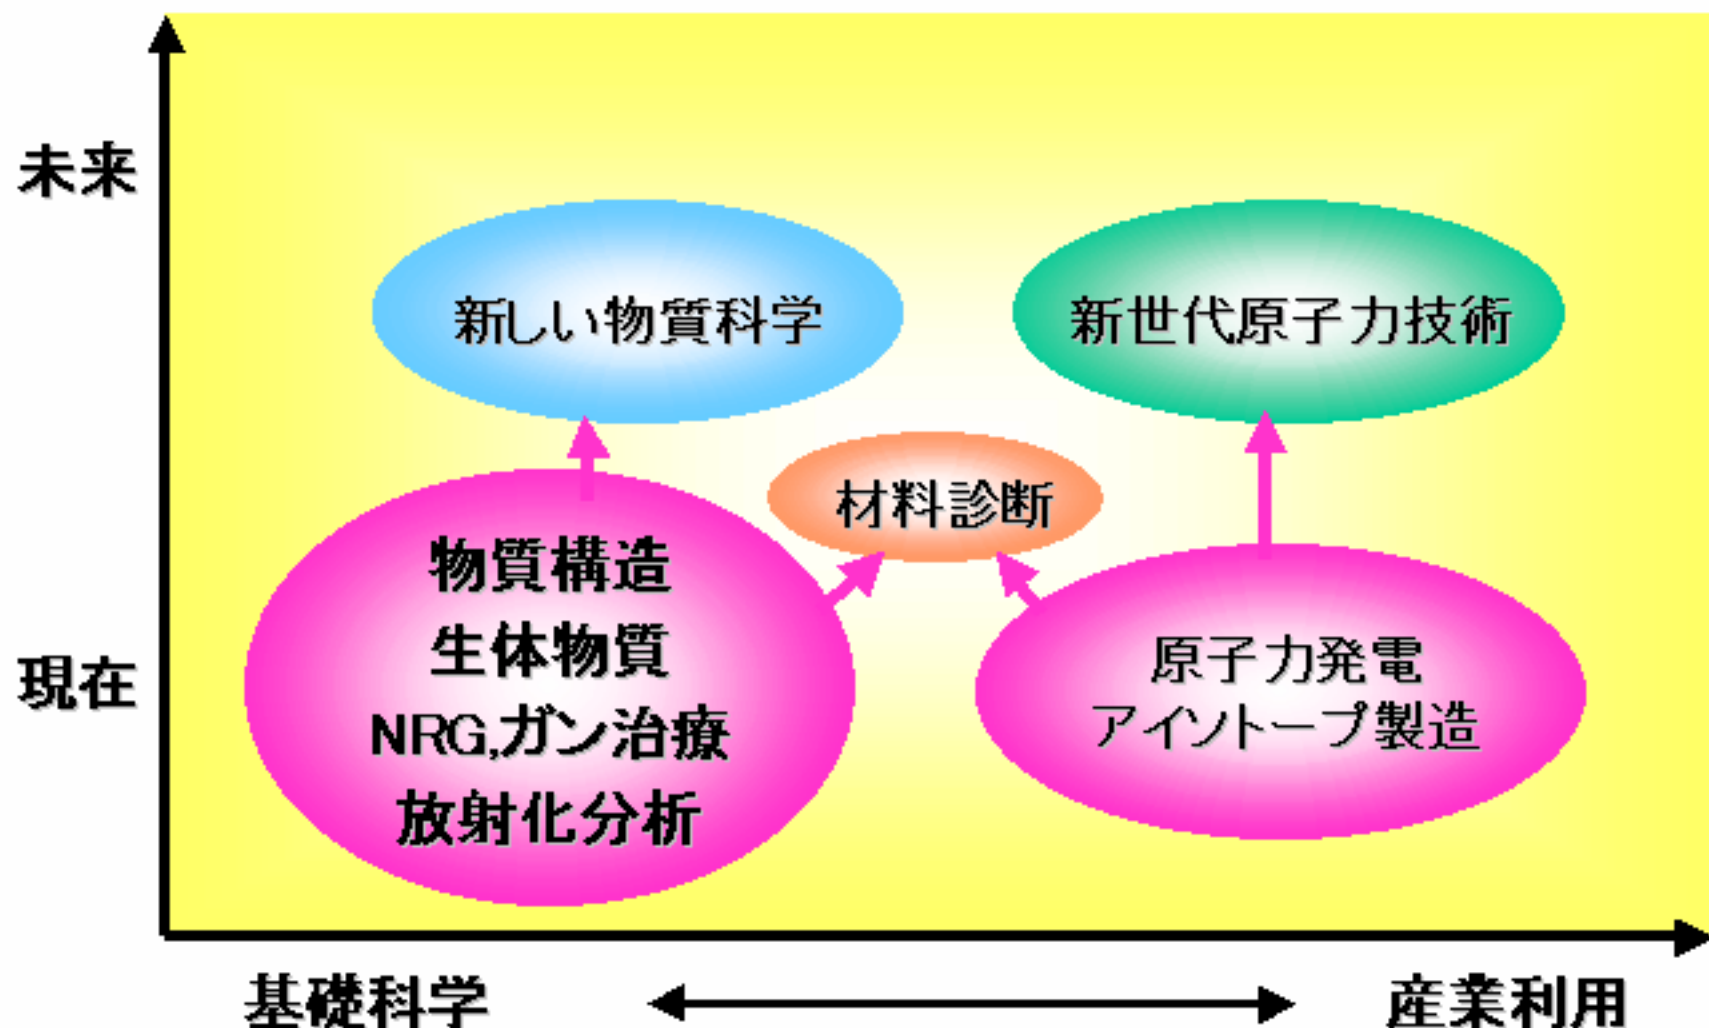 未来
新しい物質科学
新世代原子力技術
材料診断
物質構造
生体物質
NRG,ガン治療
放射化分析
現在
原子力発電
アイソトープ製造
基礎科学
産業利用